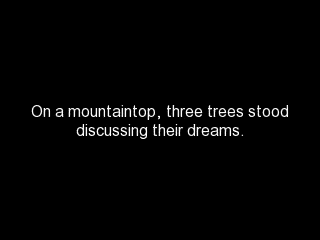 On a mountaintop, three trees stood
discussing their dreams.